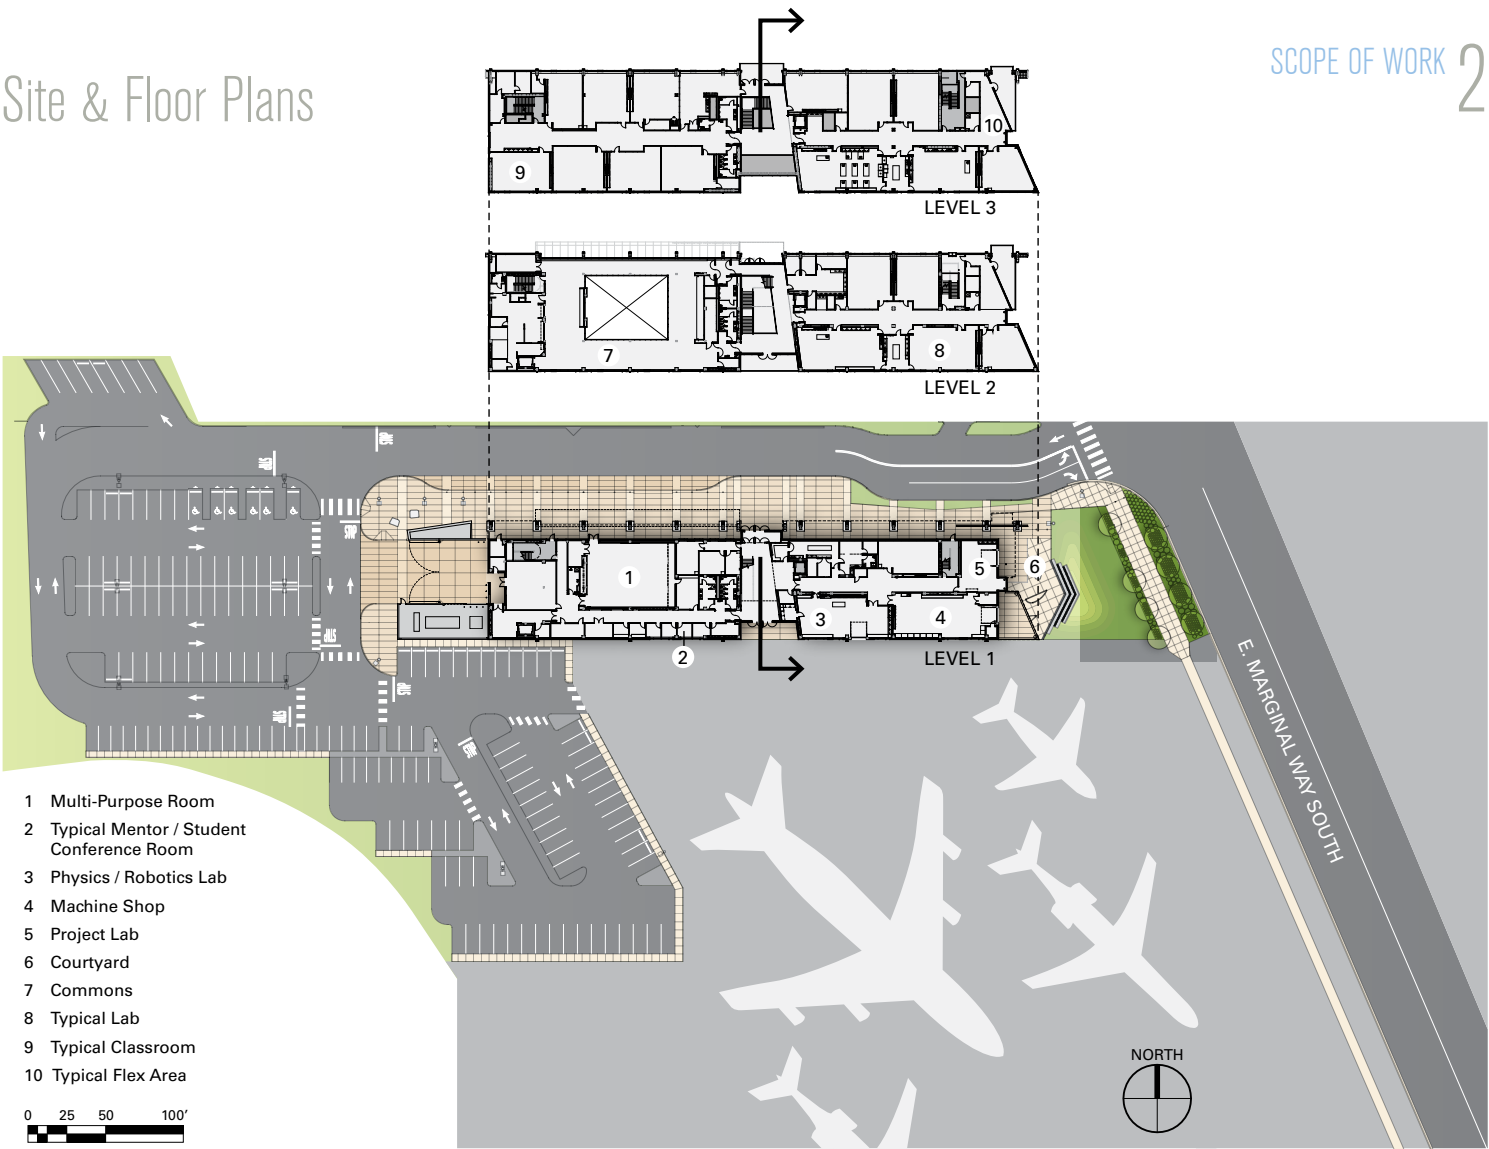 SCOPE OF WORK 2
Site & Floor Plans
10
9
LEVEL 3
7
8
LEVEL 2
1
5
6
3
4
2
LEVEL 1
E. MARGINAL WAY SOUTH
1 Multi-Purpose Room
2 Typical Mentor / Student
Conference Room
3 Physics / Robotics Lab
4 Machine Shop
5 Project Lab
6 Courtyard
7 Commons
8 Typical Lab
9 Typical Classroom
10 Typical Flex Area
0 25 50 100'
NORTH